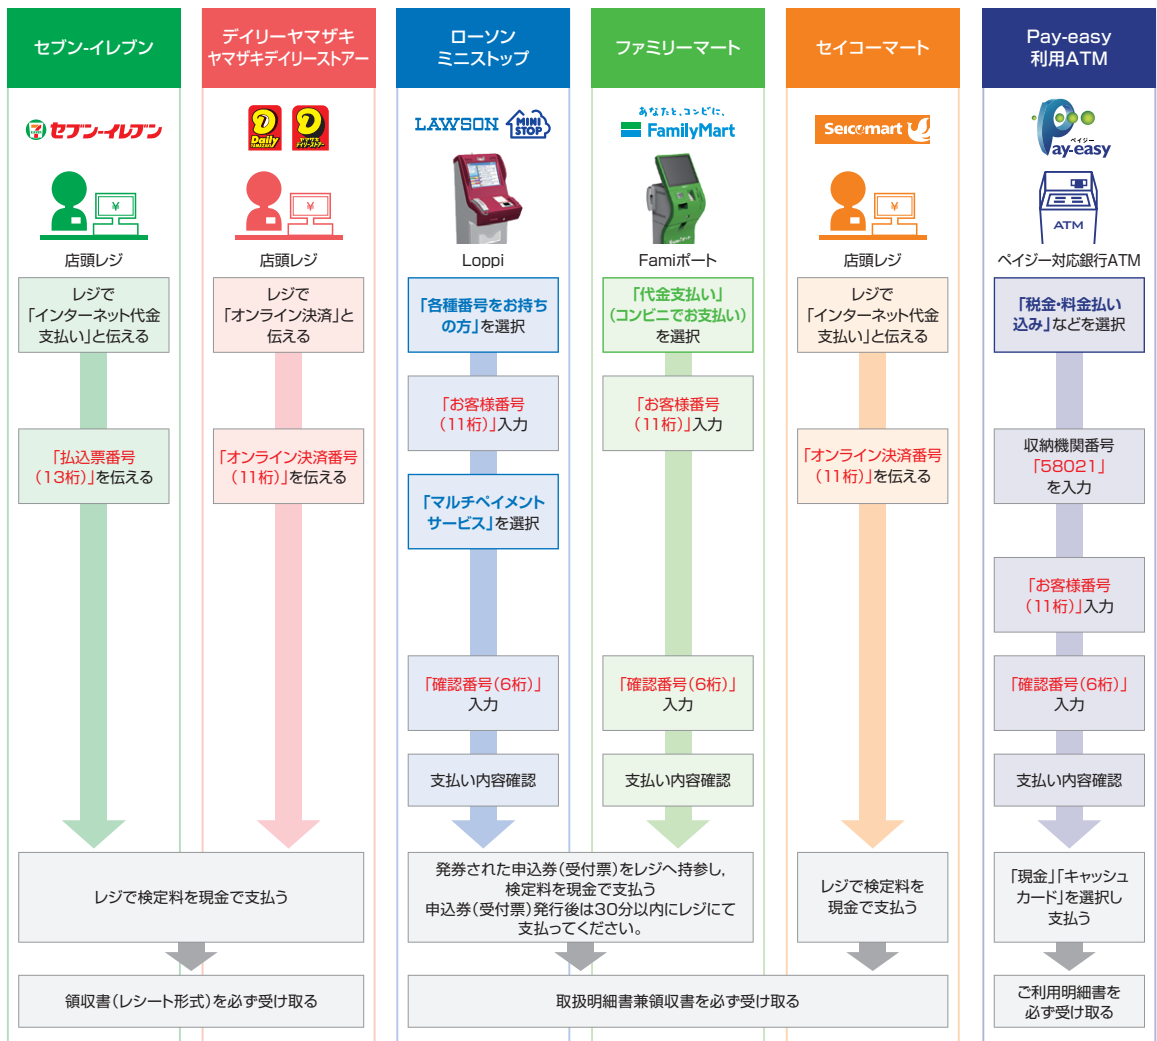 セブン-イレブン
セブン-イレブン
¥
店頭レジ
レジで
「インターネット代金
支払い」と伝える
「払込票番号
(13桁)」を伝える
デイリーヤマザキ
ヤマザキデイリーストアー
Daily
YAMAZAKI
ヤマザキ
デイリーストアー
¥
店頭レジ
レジで
「オンライン決済」と
伝える
「オンライン決済番号
(11桁)」を伝える
レジで検定料を現金で支払う
領収書(レシート形式)を必ず受け取る
ローソン
ミニストップ
LAWSON
MINI
STOP
Loppi
「各種番号をお持ち
の方」を選択
「お客様番号
(11桁)」入力
「マルチペイメント
サービス」を選択
「確認番号(6桁)」
入力
支払い内容確認
ファミリーマート
あなたと、コンビに、
FamilyMart
Famiポート
「代金支払い」
(コンビニでお支払い)
を選択
「お客様番号
(11桁)」入力
「確認番号(6桁)」
入力
支払い内容確認
発券された申込券(受付票)をレジへ持参し,
検定料を現金で支払う
申込券(受付票)発行後は30分以内にレジにて
支払ってください。
セイコーマート
Seicomart
¥
店頭レジ
レジで
「インターネット代金
支払い」と伝える
「オンライン決済番号
(11桁)」を伝える
レジで検定料を
現金で支払う
取扱明細書兼領収書を必ず受け取る
Pay-easy
利用ATM
ペイジー
Pay-easy
ATM
ペイジー対応銀行ATM
「税金・料金払い
込み」などを選択
収納機関番号
「58021」
を入力
「お客様番号
(11桁)」入力
「確認番号(6桁)」
入力
支払い内容確認
「現金」「キャッシュ
カード」を選択し
支払う
ご利用明細書を
必ず受け取る